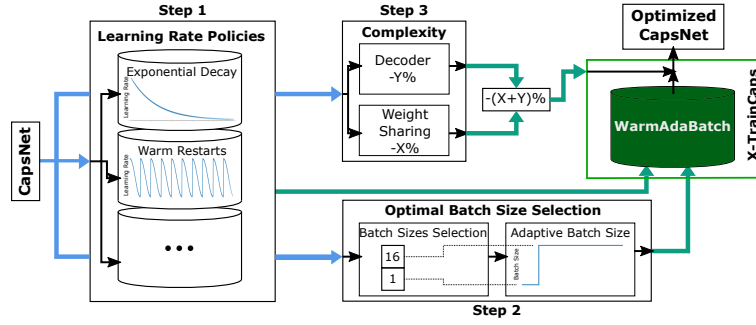 Step 1
Learning Rate Policies
Exponential Decay
Learning Rate
Warm Restarts
Learning Rate
...
CapsNet
Step 3
Complexity
Decoder
-Y%
Weight
Sharing
-X%
-(X+Y)%
Optimized
CapsNet
WarmAdaBatch
X-TrainCaps
Optimal Batch Size Selection
Batch Sizes Selection
16
1
Adaptive Batch Size
Batch Size
Step 2